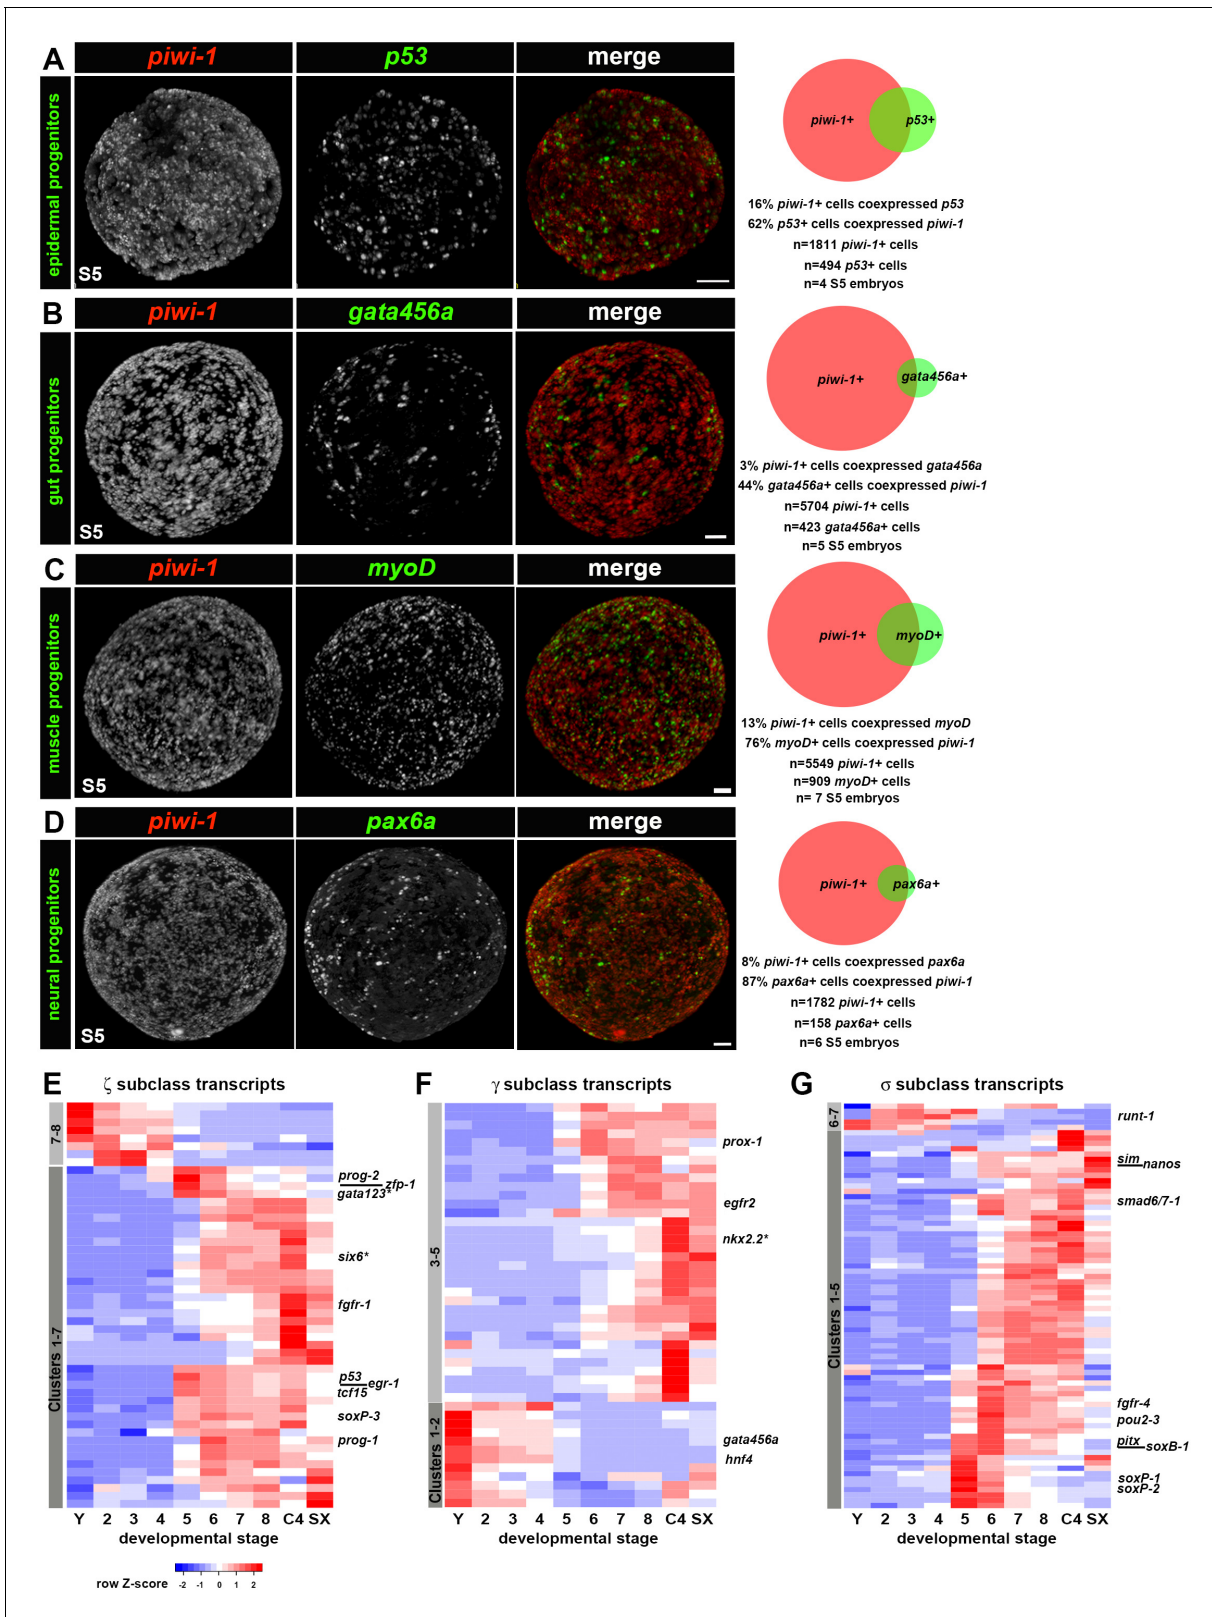 A
piwi-1
p53
merge
epidermal progenitors
S5
piwi-1+
p53+
16% piwi-1+ cells coexpressed p53
62% p53+ cells coexpressed piwi-1
n=1811 piwi-1+ cells
n=494 p53+ cells
n=4 S5 embryos
B
piwi-1
gata456a
merge
gut progenitors
S5
piwi-1+
gata456a+
3% piwi-1+ cells coexpressed gata456a
44% gata456a+ cells coexpressed piwi-1
n=5704 piwi-1+ cells
n=423 gata456a+ cells
n=5 S5 embryos
C
piwi-1
myoD
merge
muscle progenitors
S5
piwi-1+
myoD+
13% piwi-1+ cells coexpressed myoD
76% myoD+ cells coexpressed piwi-1
n=5549 piwi-1+ cells
n=909 myoD+ cells
n= 7 S5 embryos
D
piwi-1
pax6a
merge
neural progenitors
S5
piwi-1+
pax6a+
8% piwi-1+ cells coexpressed pax6a
87% pax6a+ cells coexpressed piwi-1
n=1782 piwi-1+ cells
n=158 pax6a+ cells
n=6 S5 embryos
E
ζ subclass transcripts
7-8
Clusters 1-7
prog-2
zfp-1
gata123*
six6*
fgfr-1
p53
egr-1
tcf15
soxP-3
prog-1
Y 2 3 4 5 6 7 8 C4 SX
developmental stage
row Z-score
-2 -1 0 1 2
F
γ subclass transcripts
3-5
Clusters 1-2
prox-1
egfr2
nkx2.2*
gata456a
hnf4
Y 2 3 4 5 6 7 8 C4 SX
developmental stage
G
σ subclass transcripts
6-7
Clusters 1-5
runt-1
sim
nanos
smad6/7-1
fgfr-4
pou2-3
pitx
soxB-1
soxP-1
soxP-2
Y 2 3 4 5 6 7 8 C4 SX
developmental stage